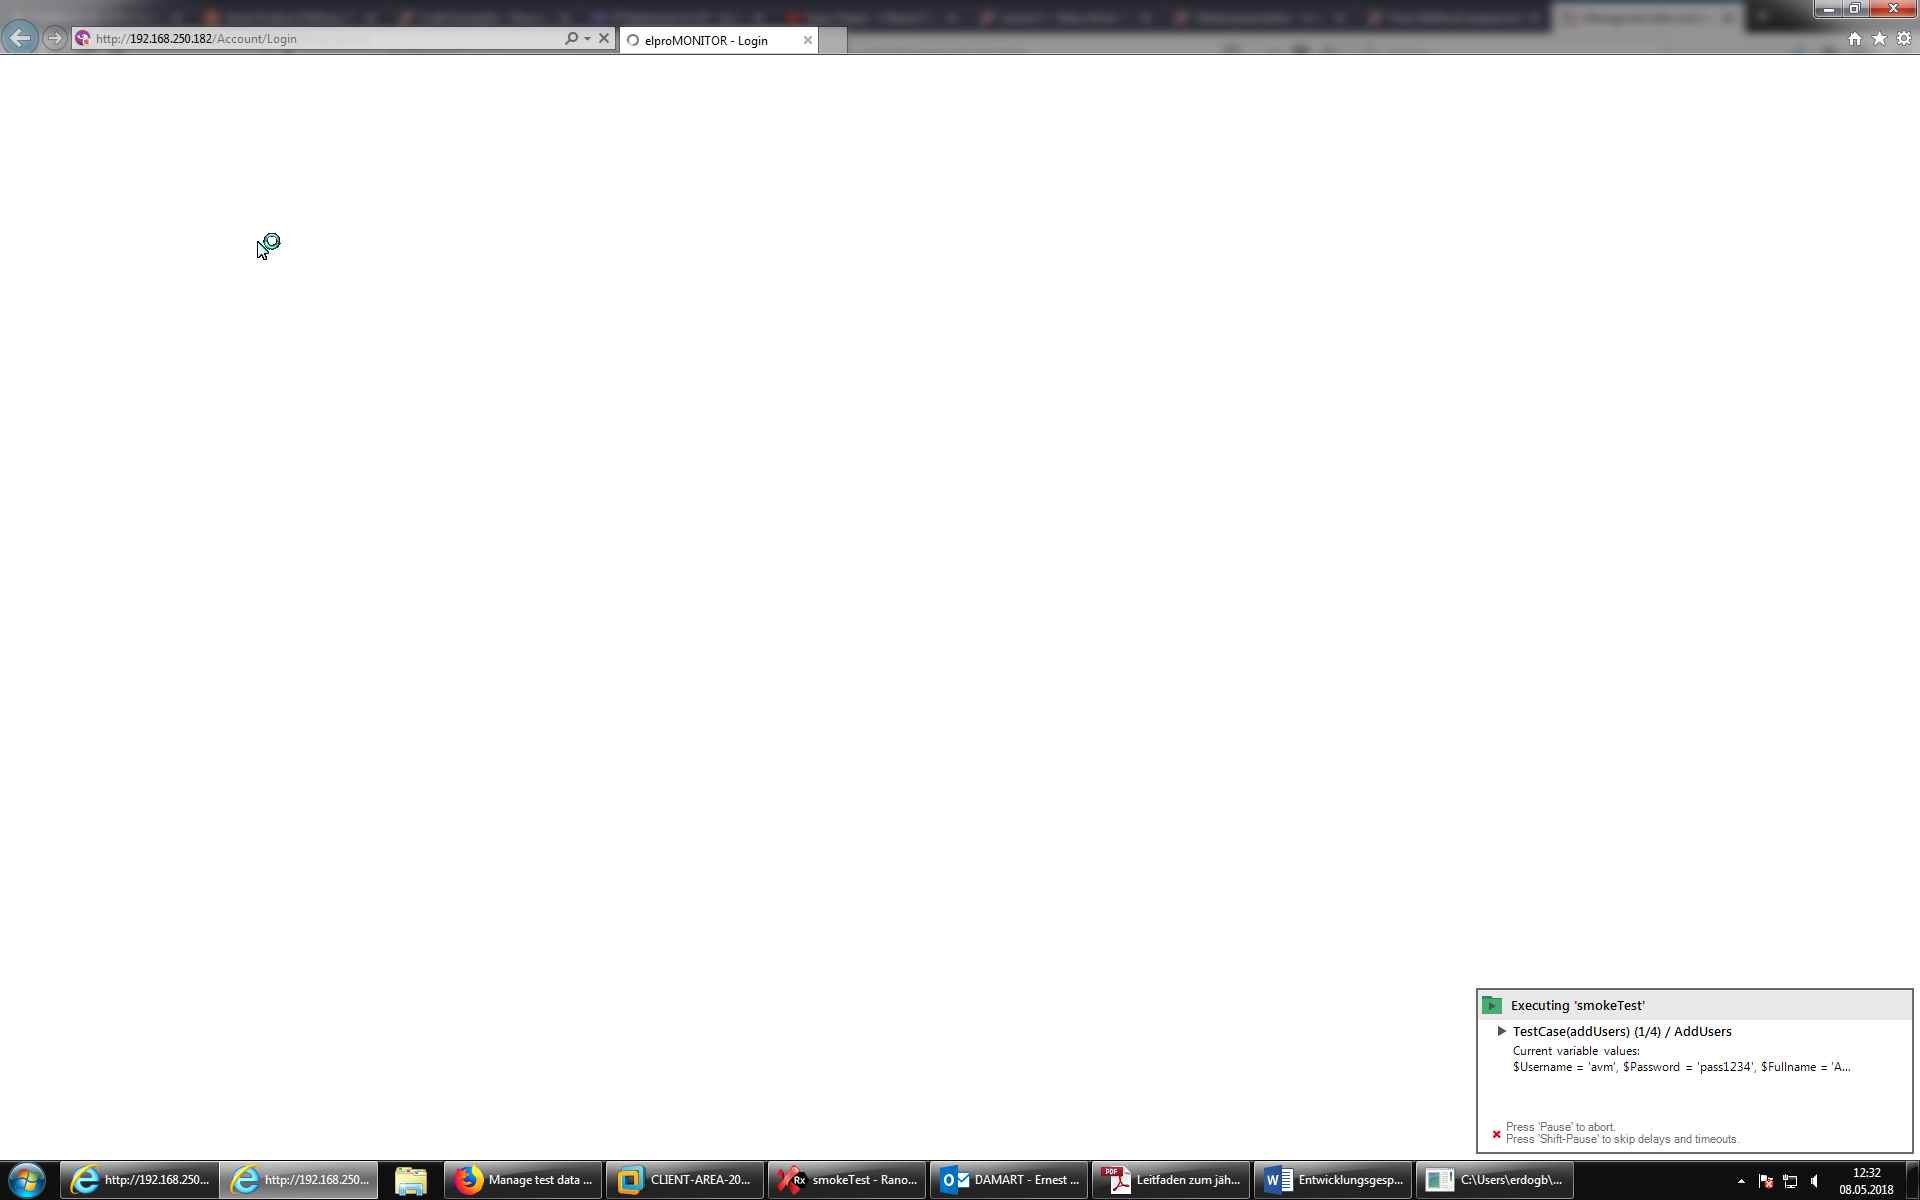 http://192.168.250.182/Account/Login
elproMONITOR - Login
Executing 'smokeTest'
TestCase(addUsers) (1/4) / AddUsers
Current variable values:
$Username = 'avm', $Password = 'pass1234', $Fullname = 'A...
Press 'Pause' to abort.
Press 'Shift-Pause' to skip delays and timeouts.
http://192.168.250...
http://192.168.250...
Manage test data ...
CLIENT-AREA-20...
smokeTest - Rano...
DAMART - Ernest ...
Leitfaden zum jäh...
Entwicklungsgesp...
C:\Users\erdogb\...
12:32
08.05.2018